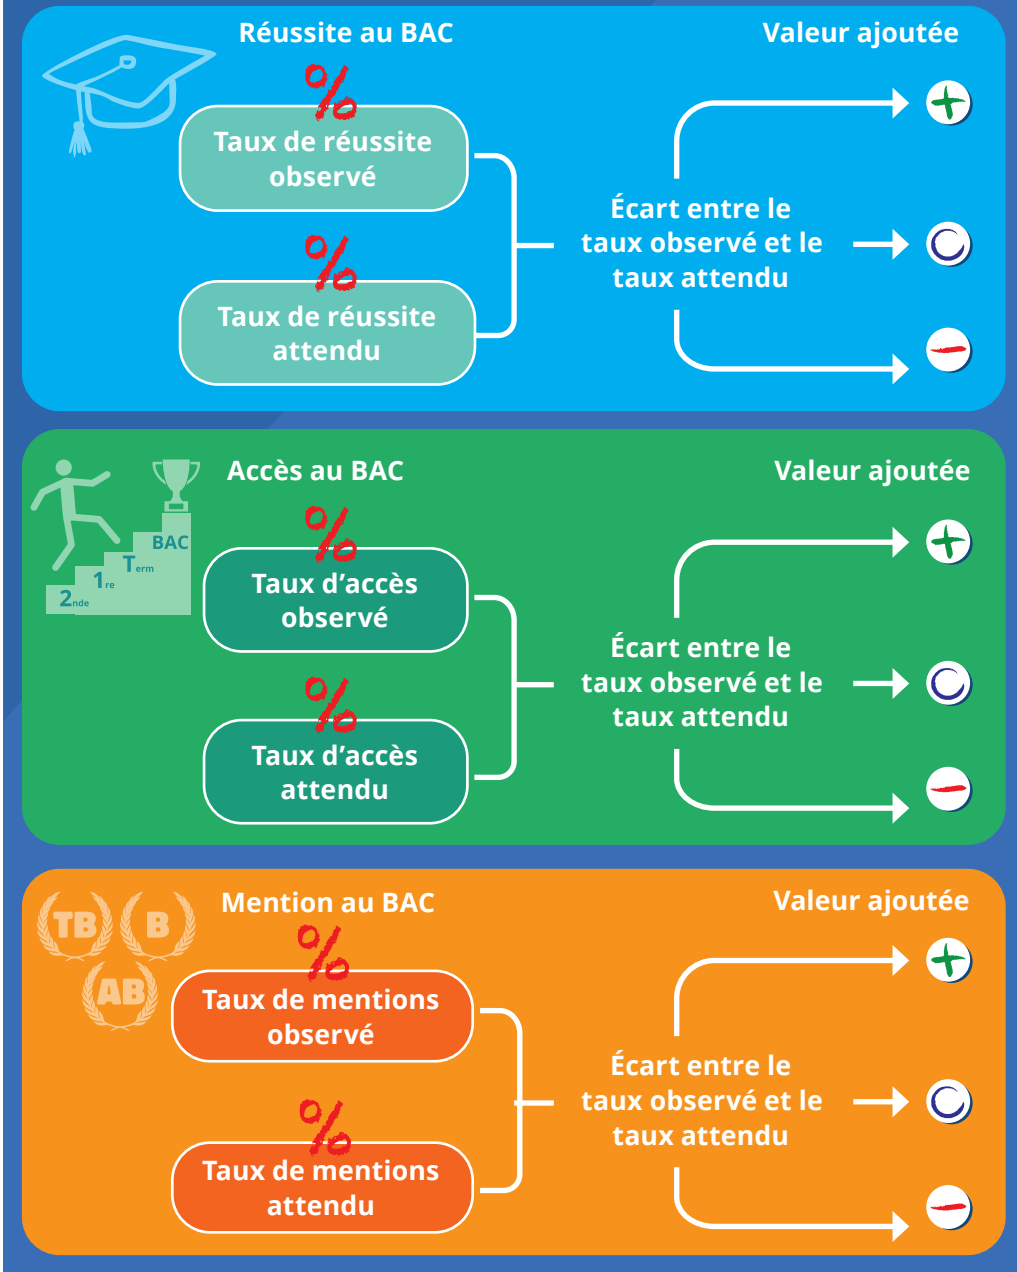 Réussite au BAC
Valeur ajoutée
%
Taux de réussite
observé
%
Taux de réussite
attendu
Écart entre le
taux observé et le
taux attendu
Accès au BAC
Valeur ajoutée
BAC
Term
1re
2nde
%
Taux d’accès
observé
%
Taux d’accès
attendu
Écart entre le
taux observé et le
taux attendu
Mention au BAC
Valeur ajoutée
TB
B
AB
%
Taux de mentions
observé
%
Taux de mentions
attendu
Écart entre le
taux observé et le
taux attendu